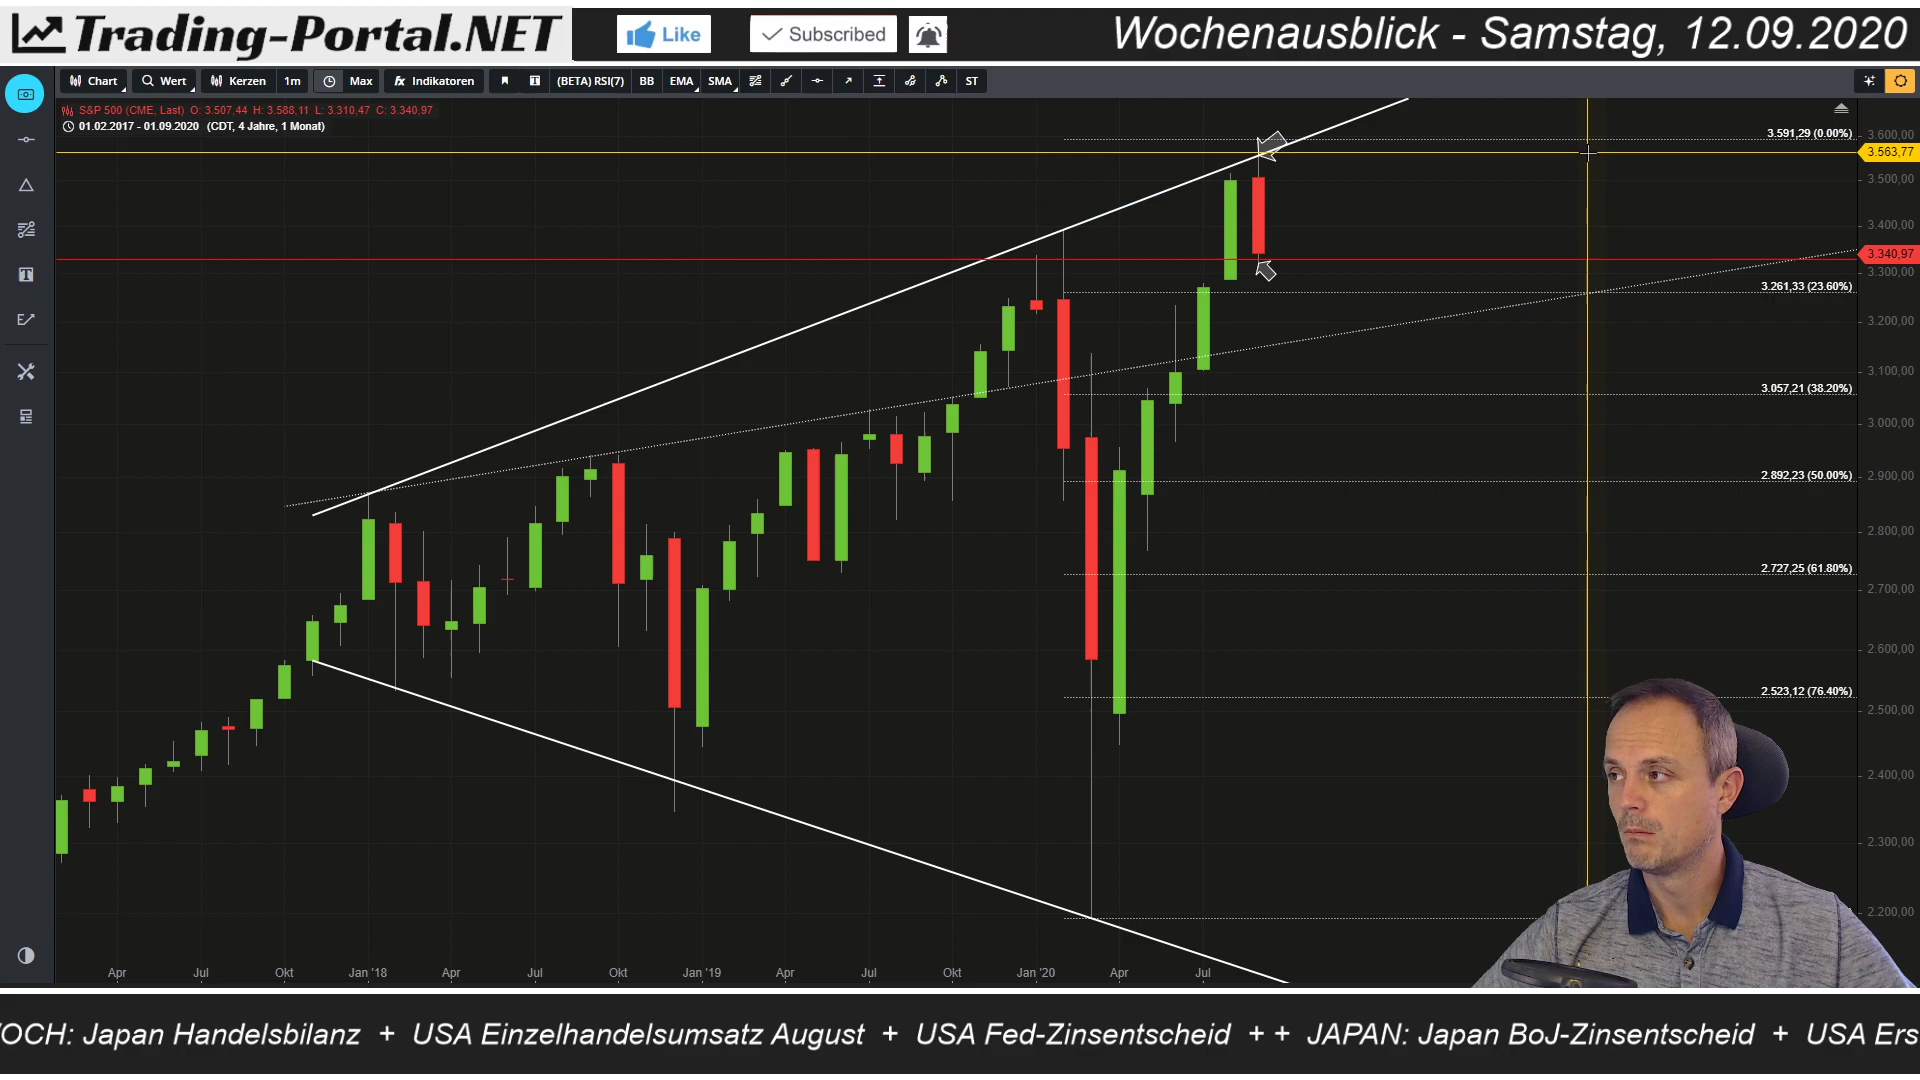 Trading-Portal.NET
Like
Subscribed
Wochenausblick - Samstag, 12.09.2020
Chart
Wert
Kerzen
1m
Max
fx Indikatoren
T
(BETA) RSI(7)
BB
EMA
SMA
ST
S&P 500 (CME, Last) O: 3.507,44 H: 3.588,11 L: 3.310,47 C: 3.340,97
01.02.2017 - 01.09.2020 (CDT, 4 Jahre, 1 Monat)
3.591,29 (0.00%)
3.261,33 (23.60%)
3.057,21 (38.20%)
2.892,23 (50.00%)
2.727,25 (61.80%)
2.523,12 (76.40%)
3.600,00
3.563,77
3.500,00
3.400,00
3.340,97
3.300,00
3.200,00
3.100,00
3.000,00
2.900,00
2.800,00
2.700,00
2.600,00
2.500,00
2.400,00
2.300,00
2.200,00
Apr
Jul
Okt
Jan '18
Apr
Jul
Okt
Jan '19
Apr
Jul
Okt
Jan '20
Apr
Jul
OCH: Japan Handelsbilanz + USA Einzelhandelsumsatz August + USA Fed-Zinsentscheid + + JAPAN: Japan BoJ-Zinsentscheid + USA Ers